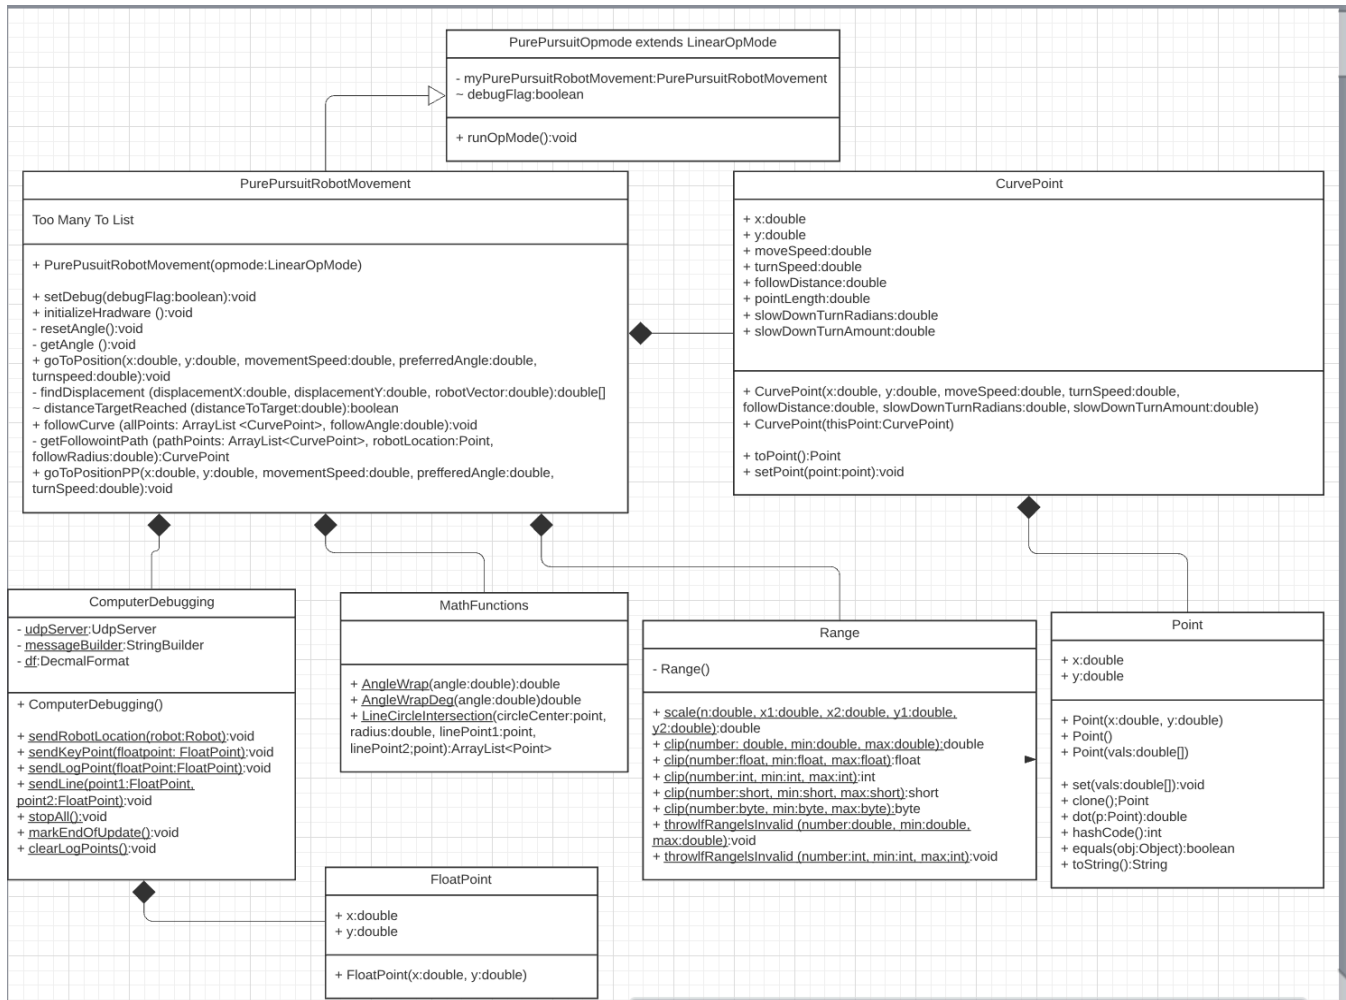 PurePursuitOpmode extends LinearOpMode
- myPurePursuitRobotMovement:PurePursuitRobotMovement
~ debugFlag:boolean
+ runOpMode():void
PurePursuitRobotMovement
Too Many To List
+ PurePusuitRobotMovement(opmode:LinearOpMode)
+ setDebug(debugFlag:boolean):void
+ initializeHradware ():void
- resetAngle():void
- getAngle ():void
+ goToPosition(x:double, y:double, movementSpeed:double, preferredAngle:double,
turnspeed:double):void
- findDisplacement (displacementX:double, displacementY:double, robotVector:double):double[]
~ distanceTargetReached (distanceToTarget:double):boolean
+ followCurve (allPoints: ArrayList <CurvePoint>, followAngle:double):void
- getFollowointPath (pathPoints: ArrayList<CurvePoint>, robotLocation:Point,
followRadius:double):CurvePoint
+ goToPositionPP(x:double, y:double, movementSpeed:double, prefferedAngle:double,
turnSpeed:double):void
CurvePoint
+ x:double
+ y:double
+ moveSpeed:double
+ turnSpeed:double
+ followDistance:double
+ pointLength:double
+ slowDownTurnRadians:double
+ slowDownTurnAmount:double
+ CurvePoint(x:double, y:double, moveSpeed:double, turnSpeed:double,
followDistance:double, slowDownTurnRadians:double, slowDownTurnAmount:double)
+ CurvePoint(thisPoint:CurvePoint)
+ toPoint():Point
+ setPoint(point:point):void
ComputerDebugging
- udpServer:UdpServer
- messageBuilder:StringBuilder
- df:DecmalFormat
+ ComputerDebugging()
+ sendRobotLocation(robot:Robot):void
+ sendKeyPoint(floatpoint: FloatPoint):void
+ sendLogPoint(floatPoint:FloatPoint):void
+ sendLine(point1:FloatPoint,
point2:FloatPoint):void
+ stopAll():void
+ markEndOfUpdate():void
+ clearLogPoints():void
MathFunctions
+ AngleWrap(angle:double):double
+ AngleWrapDeg(angle:double)double
+ LineCircleIntersection(circleCenter:point,
radius:double, linePoint1:point,
linePoint2;point):ArrayList<Point>
Range
- Range()
+ scale(n:double, x1:double, x2:double, y1:double,
y2:double):double
+ clip(number: double, min:double, max:double):double
+ clip(number:float, min:float, max:float):float
+ clip(number:int, min:int, max:int):int
+ clip(number:short, min:short, max:short):short
+ clip(number:byte, min:byte, max:byte):byte
+ throwIfRangeIsInvalid (number:double, min:double,
max:double):void
+ throwIfRangeIsInvalid (number:int, min:int, max;int):void
Point
+ x:double
+ y:double
+ Point(x:double, y:double)
+ Point()
+ Point(vals:double[])
+ set(vals:double[]):void
+ clone();Point
+ dot(p:Point):double
+ hashCode():int
+ equals(obj:Object):boolean
+ toString():String
FloatPoint
+ x:double
+ y:double
+ FloatPoint(x:double, y:double)